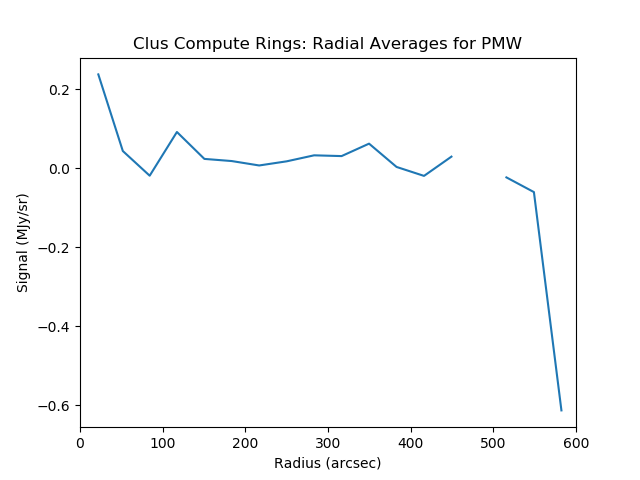 Clus Compute Rings: Radial Averages for PMW
Signal (MJy/sr)
0.2
0.0
−0.2
−0.4
−0.6
0 100 200 300 400 500 600
Radius (arcsec)